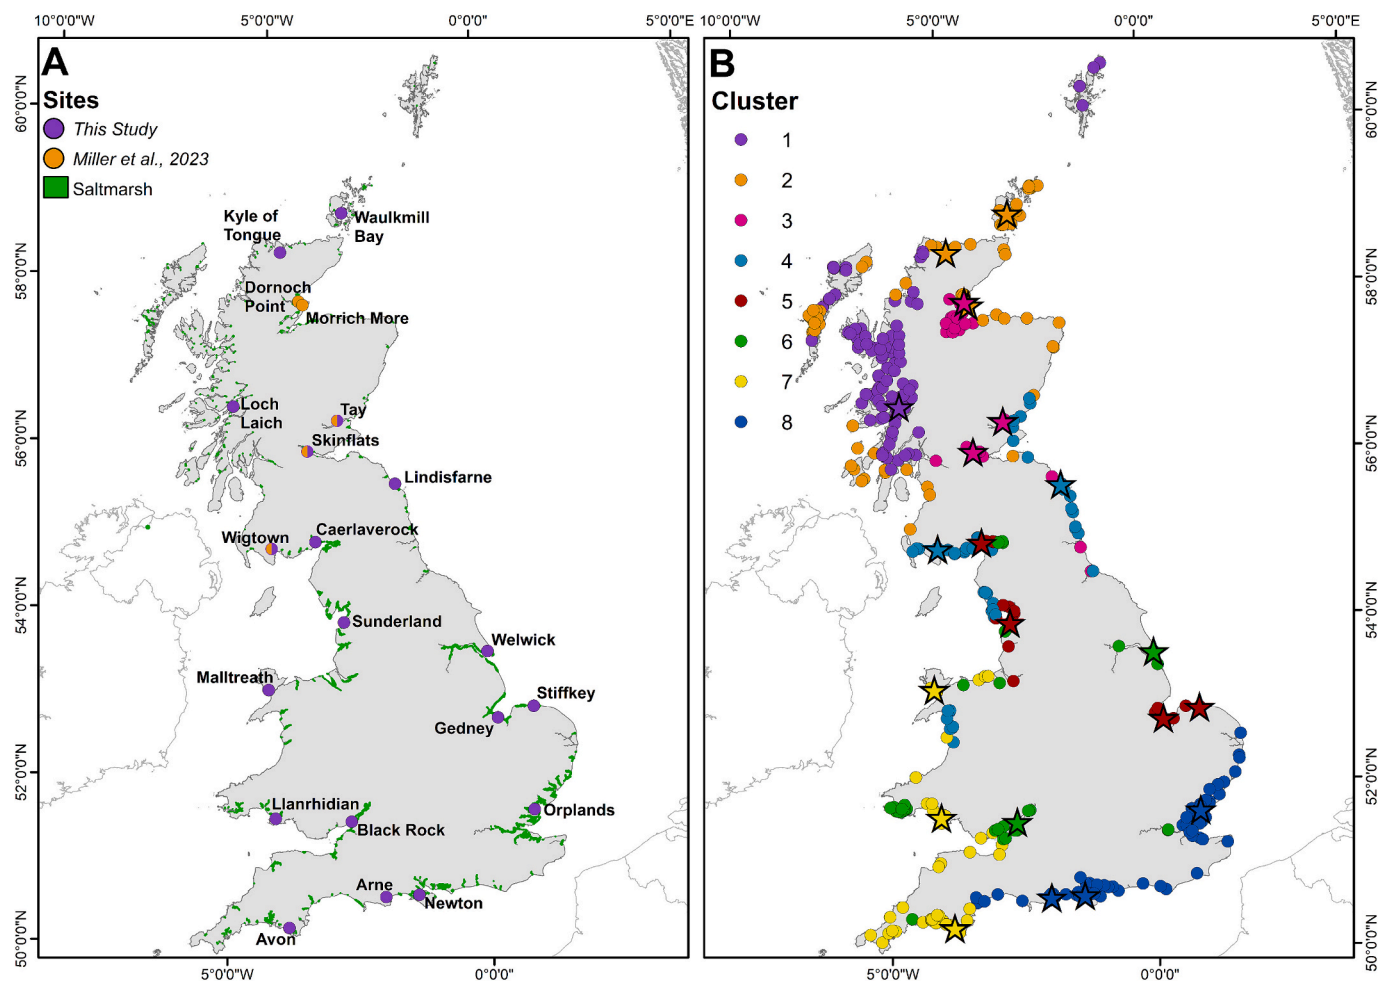 10°0'0"W 5°0'0"W 0°0'0" 5°0'0"E
A
Sites
This Study
Miller et al., 2023
Saltmarsh
60°0'0"N
58°0'0"N
56°0'0"N
54°0'0"N
52°0'0"N
50°0'0"N
Kyle of
Tongue
Waulkmill
Bay
Dornoch
Point
Morrich More
Loch
Laich
Tay
Skinflats
Lindisfarne
Caerlaverock
Wigtown
Sunderland
Welwick
Malltreath
Stiffkey
Gedney
Llanrhidian
Orplands
Black Rock
Arne
Newton
Avon
5°0'0"W 0°0'0"
10°0'0"W 5°0'0"W 0°0'0" 5°0'0"E
B
Cluster
1
2
3
4
5
6
7
8
60°0'0"N
58°0'0"N
56°0'0"N
54°0'0"N
52°0'0"N
50°0'0"N
5°0'0"W 0°0'0"